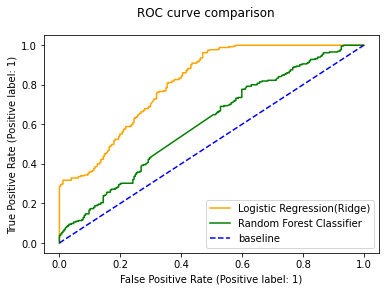 ROC curve comparison
True Positive Rate (Positive label: 1)
1.0
0.8
0.6
0.4
0.2
0.0
0.0 0.2 0.4 0.6 0.8 1.0
False Positive Rate (Positive label: 1)
Logistic Regression(Ridge)
Random Forest Classifier
baseline